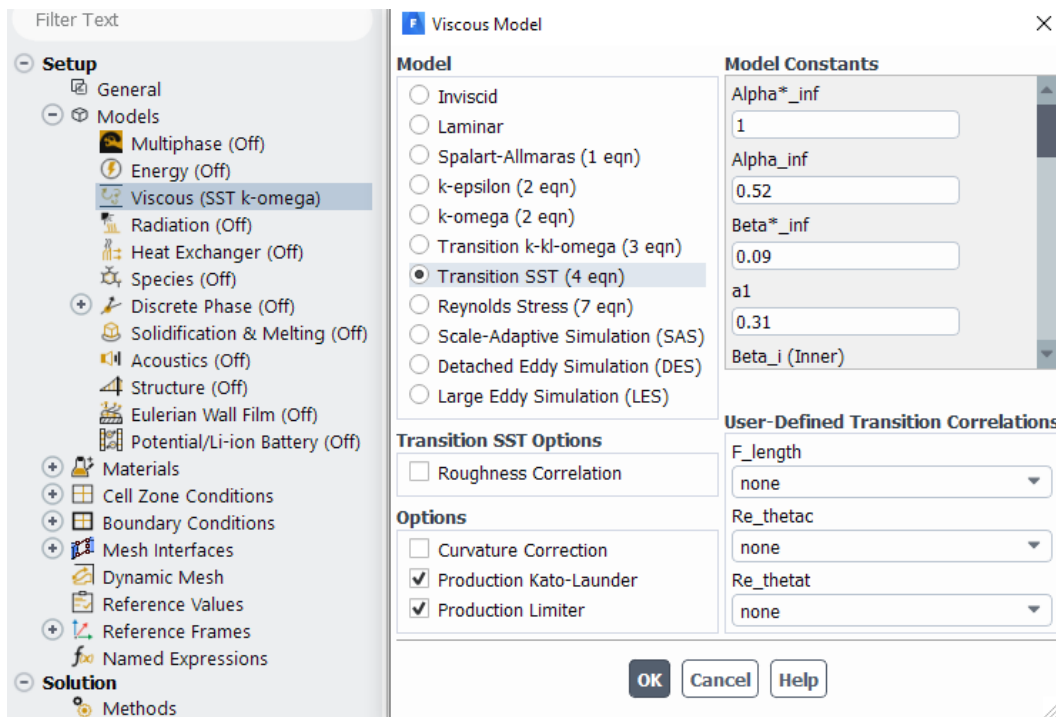 Filter Text
Setup
General
Models
Multiphase (Off)
Energy (Off)
Viscous (SST k-omega)
Radiation (Off)
Heat Exchanger (Off)
Species (Off)
Discrete Phase (Off)
Solidification & Melting (Off)
Acoustics (Off)
Structure (Off)
Eulerian Wall Film (Off)
Potential/Li-ion Battery (Off)
Materials
Cell Zone Conditions
Boundary Conditions
Mesh Interfaces
Dynamic Mesh
Reference Values
Reference Frames
Named Expressions
Solution
Methods
Viscous Model
Model
Inviscid
Laminar
Spalart-Allmaras (1 eqn)
k-epsilon (2 eqn)
k-omega (2 eqn)
Transition k-kl-omega (3 eqn)
Transition SST (4 eqn)
Reynolds Stress (7 eqn)
Scale-Adaptive Simulation (SAS)
Detached Eddy Simulation (DES)
Large Eddy Simulation (LES)
Transition SST Options
Roughness Correlation
Options
Curvature Correction
Production Kato-Launder
Production Limiter
Model Constants
Alpha*_inf
1
Alpha_inf
0.52
Beta*_inf
0.09
a1
0.31
Beta_i (Inner)
User-Defined Transition Correlations
F_length
none
Re_thetac
none
Re_thetat
none
OK
Cancel
Help